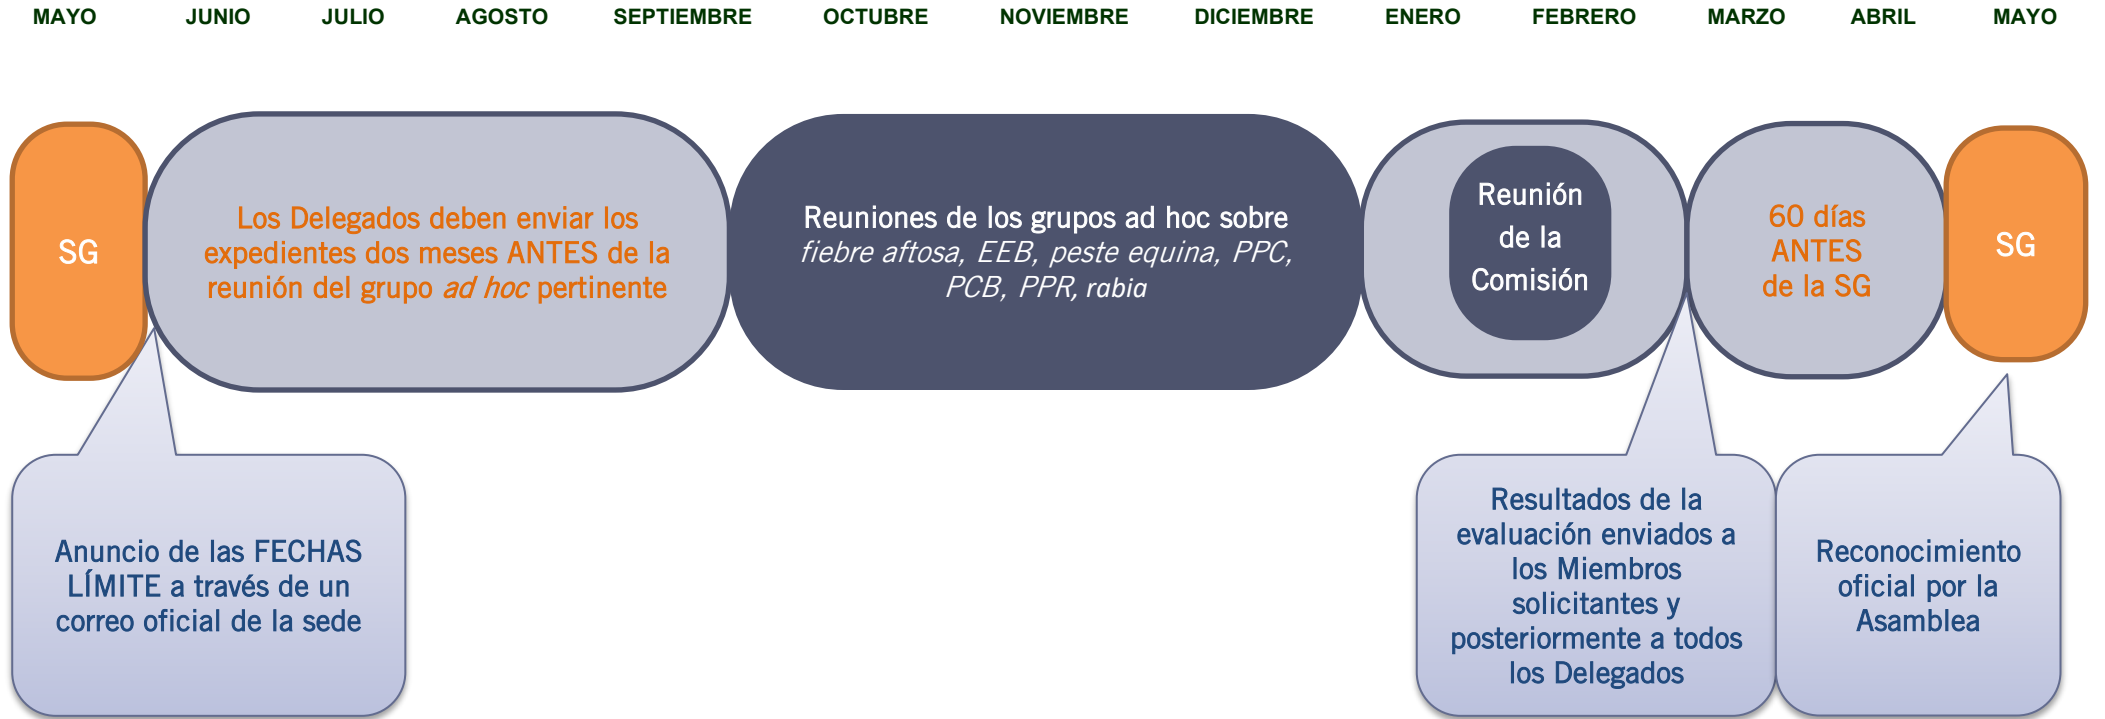 MAYO JUNIO JULIO AGOSTO SEPTIEMBRE OCTUBRE NOVIEMBRE DICIEMBRE ENERO FEBRERO MARZO ABRIL MAYO
SG
Los Delegados deben enviar los
expedientes dos meses ANTES de la
reunión del grupo ad hoc pertinente
Reuniones de los grupos ad hoc sobre
fiebre aftosa, EEB, peste equina, PPC,
PCB, PPR, rabia
Reunión
de la
Comisión
60 días
ANTES
de la SG
SG
Anuncio de las FECHAS
LÍMITE a través de un
correo oficial de la sede
Resultados de la
evaluación enviados a
los Miembros
solicitantes y
posteriormente a todos
los Delegados
Reconocimiento
oficial por la
Asamblea